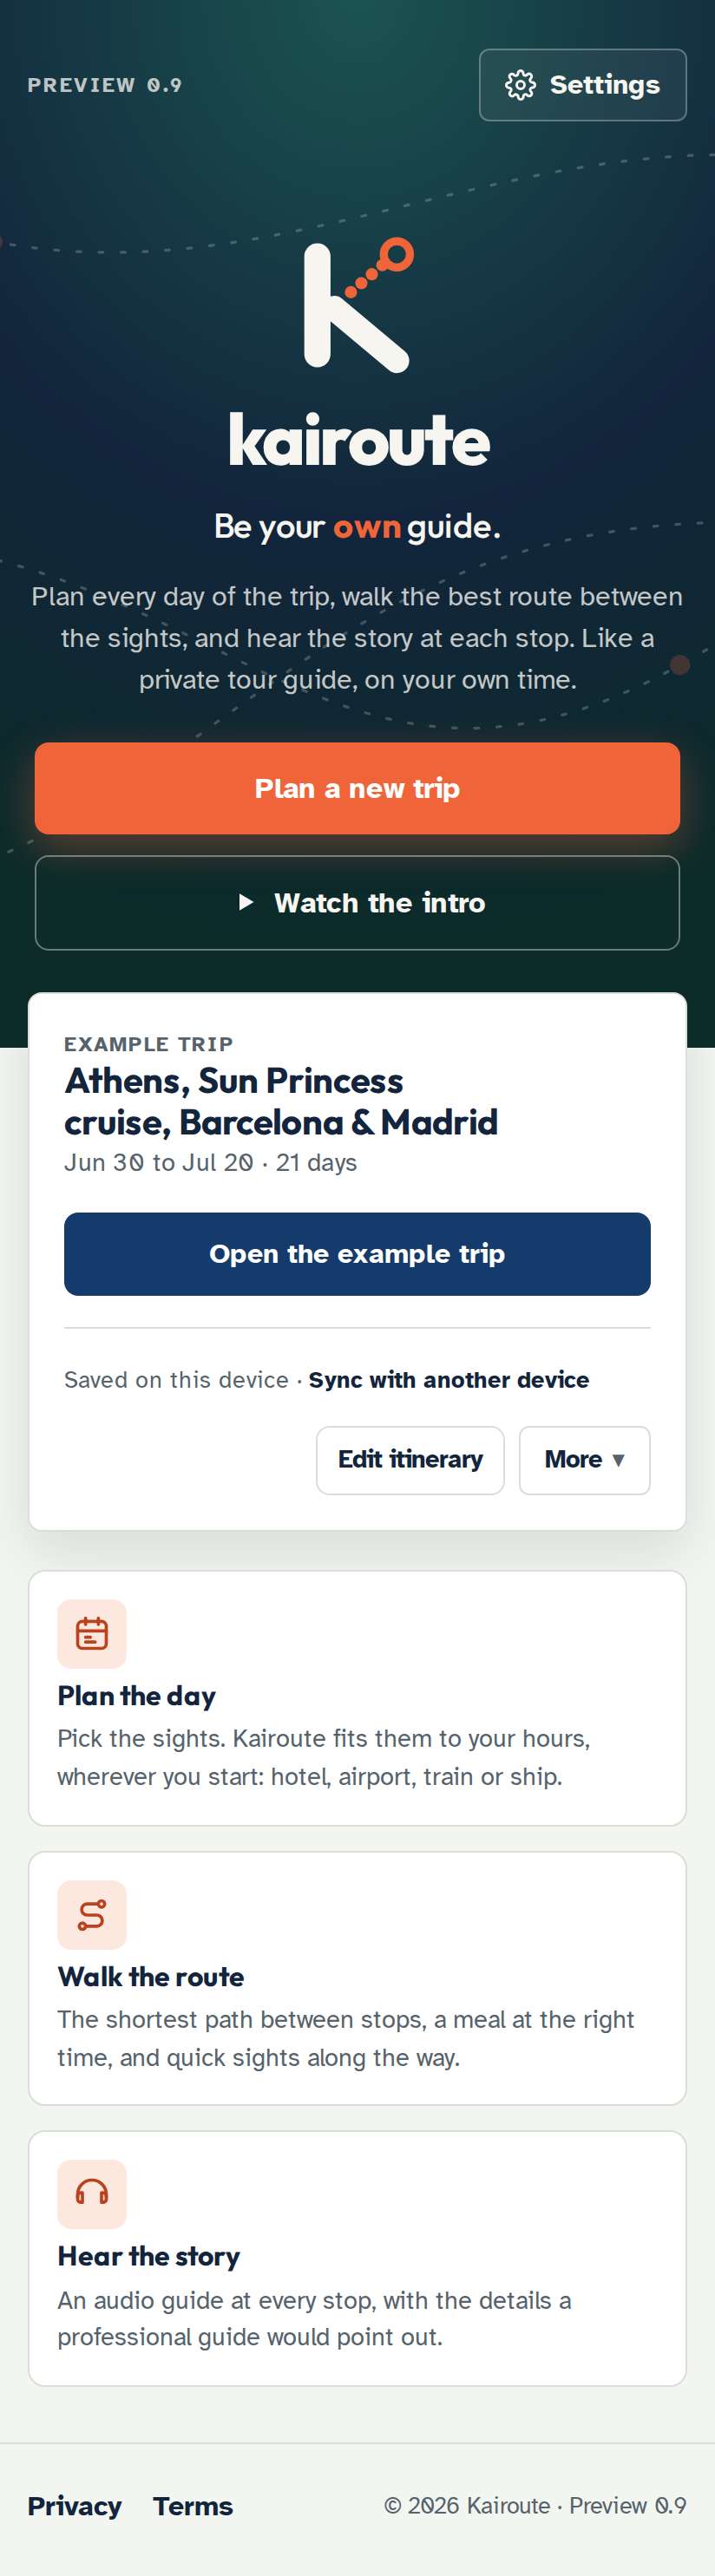 PREVIEW 0.9
Settings
kairoute
Be your own guide.
Plan every day of the trip, walk the best route between
the sights, and hear the story at each stop. Like a
private tour guide, on your own time.
Plan a new trip
Watch the intro
EXAMPLE TRIP
Athens, Sun Princess
cruise, Barcelona & Madrid
Jun 30 to Jul 20 · 21 days
Open the example trip
Saved on this device · Sync with another device
Edit itinerary
More ▼
Plan the day
Pick the sights. Kairoute fits them to your hours,
wherever you start: hotel, airport, train or ship.
Walk the route
The shortest path between stops, a meal at the right
time, and quick sights along the way.
Hear the story
An audio guide at every stop, with the details a
professional guide would point out.
Privacy
Terms
© 2026 Kairoute · Preview 0.9